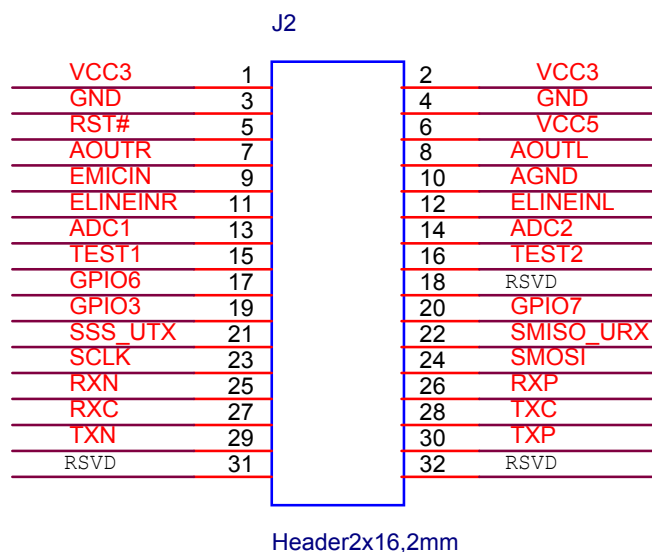 J2
VCC3 1 2 VCC3
GND 3 4 GND
RST# 5 6 VCC5
AOUTR 7 8 AOUTL
EMICIN 9 10 AGND
ELINEINR 11 12 ELINEINL
ADC1 13 14 ADC2
TEST1 15 16 TEST2
GPIO6 17 18 RSVD
GPIO3 19 20 GPIO7
SSS_UTX 21 22 SMISO_URX
SCLK 23 24 SMOSI
RXN 25 26 RXP
RXC 27 28 TXC
TXN 29 30 TXP
RSVD 31 32 RSVD
Header2x16,2mm